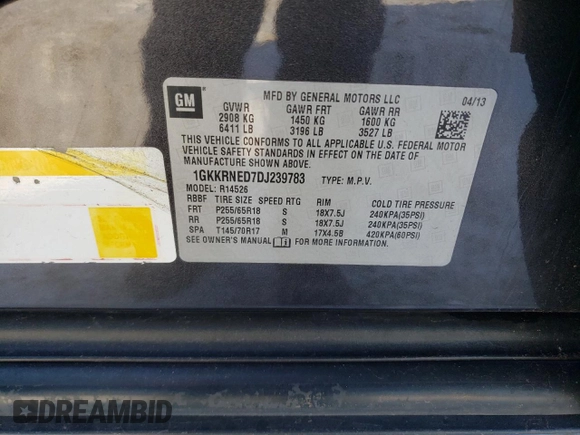 GM
MFD BY GENERAL MOTORS LLC
04/13
GVWR GAWR FRT GAWR RR
2908 KG 1450 KG 1600 KG
6411 LB 3196 LB 3527 LB
THIS VEHICLE CONFORMS TO ALL APPLICABLE U.S. FEDERAL MOTOR
VEHICLE SAFETY STANDARDS IN EFFECT ON THE DATE OF
MANUFACTURE SHOWN ABOVE.
1GKKRNED7DJ239783 TYPE: M.P.V.
MODEL: R14526
RBBF TIRE SIZE SPEED RTG RIM COLD TIRE PRESSURE
FRT P255/65R18 S 18X7.5J 240KPA(35PSI)
RR P255/65R18 S 18X7.5J 240KPA(35PSI)
SPA T145/70R17 M 17X4.5B 420KPA(60PSI)
SEE OWNER'S MANUAL FOR MORE INFORMATION.
DREAMBID